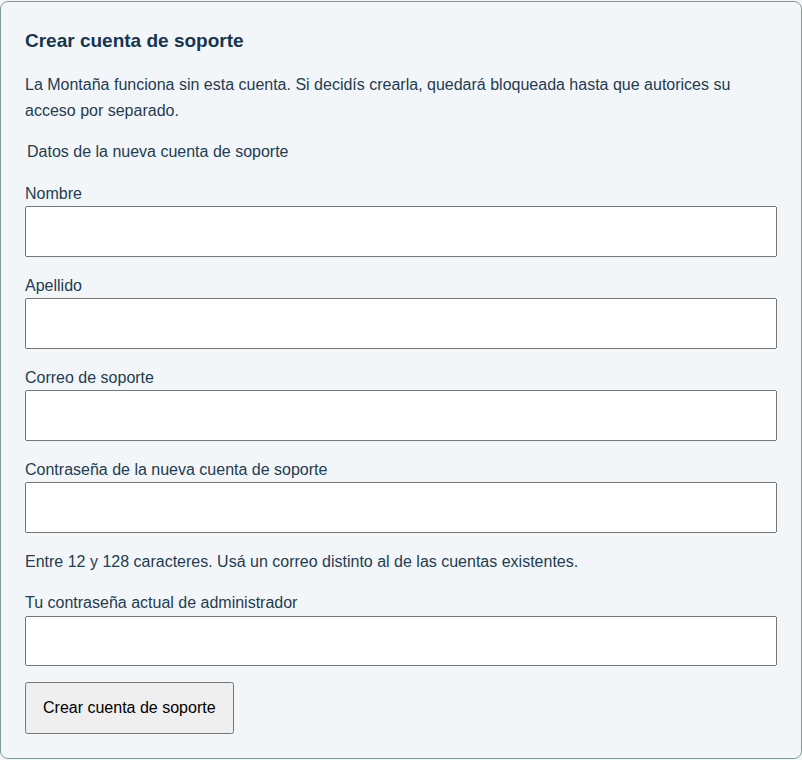 Crear cuenta de soporte
La Montaña funciona sin esta cuenta. Si decidís crearla, quedará bloqueada hasta que autorices su
acceso por separado.
Datos de la nueva cuenta de soporte
Nombre
Apellido
Correo de soporte
Contraseña de la nueva cuenta de soporte
Entre 12 y 128 caracteres. Usá un correo distinto al de las cuentas existentes.
Tu contraseña actual de administrador
Crear cuenta de soporte